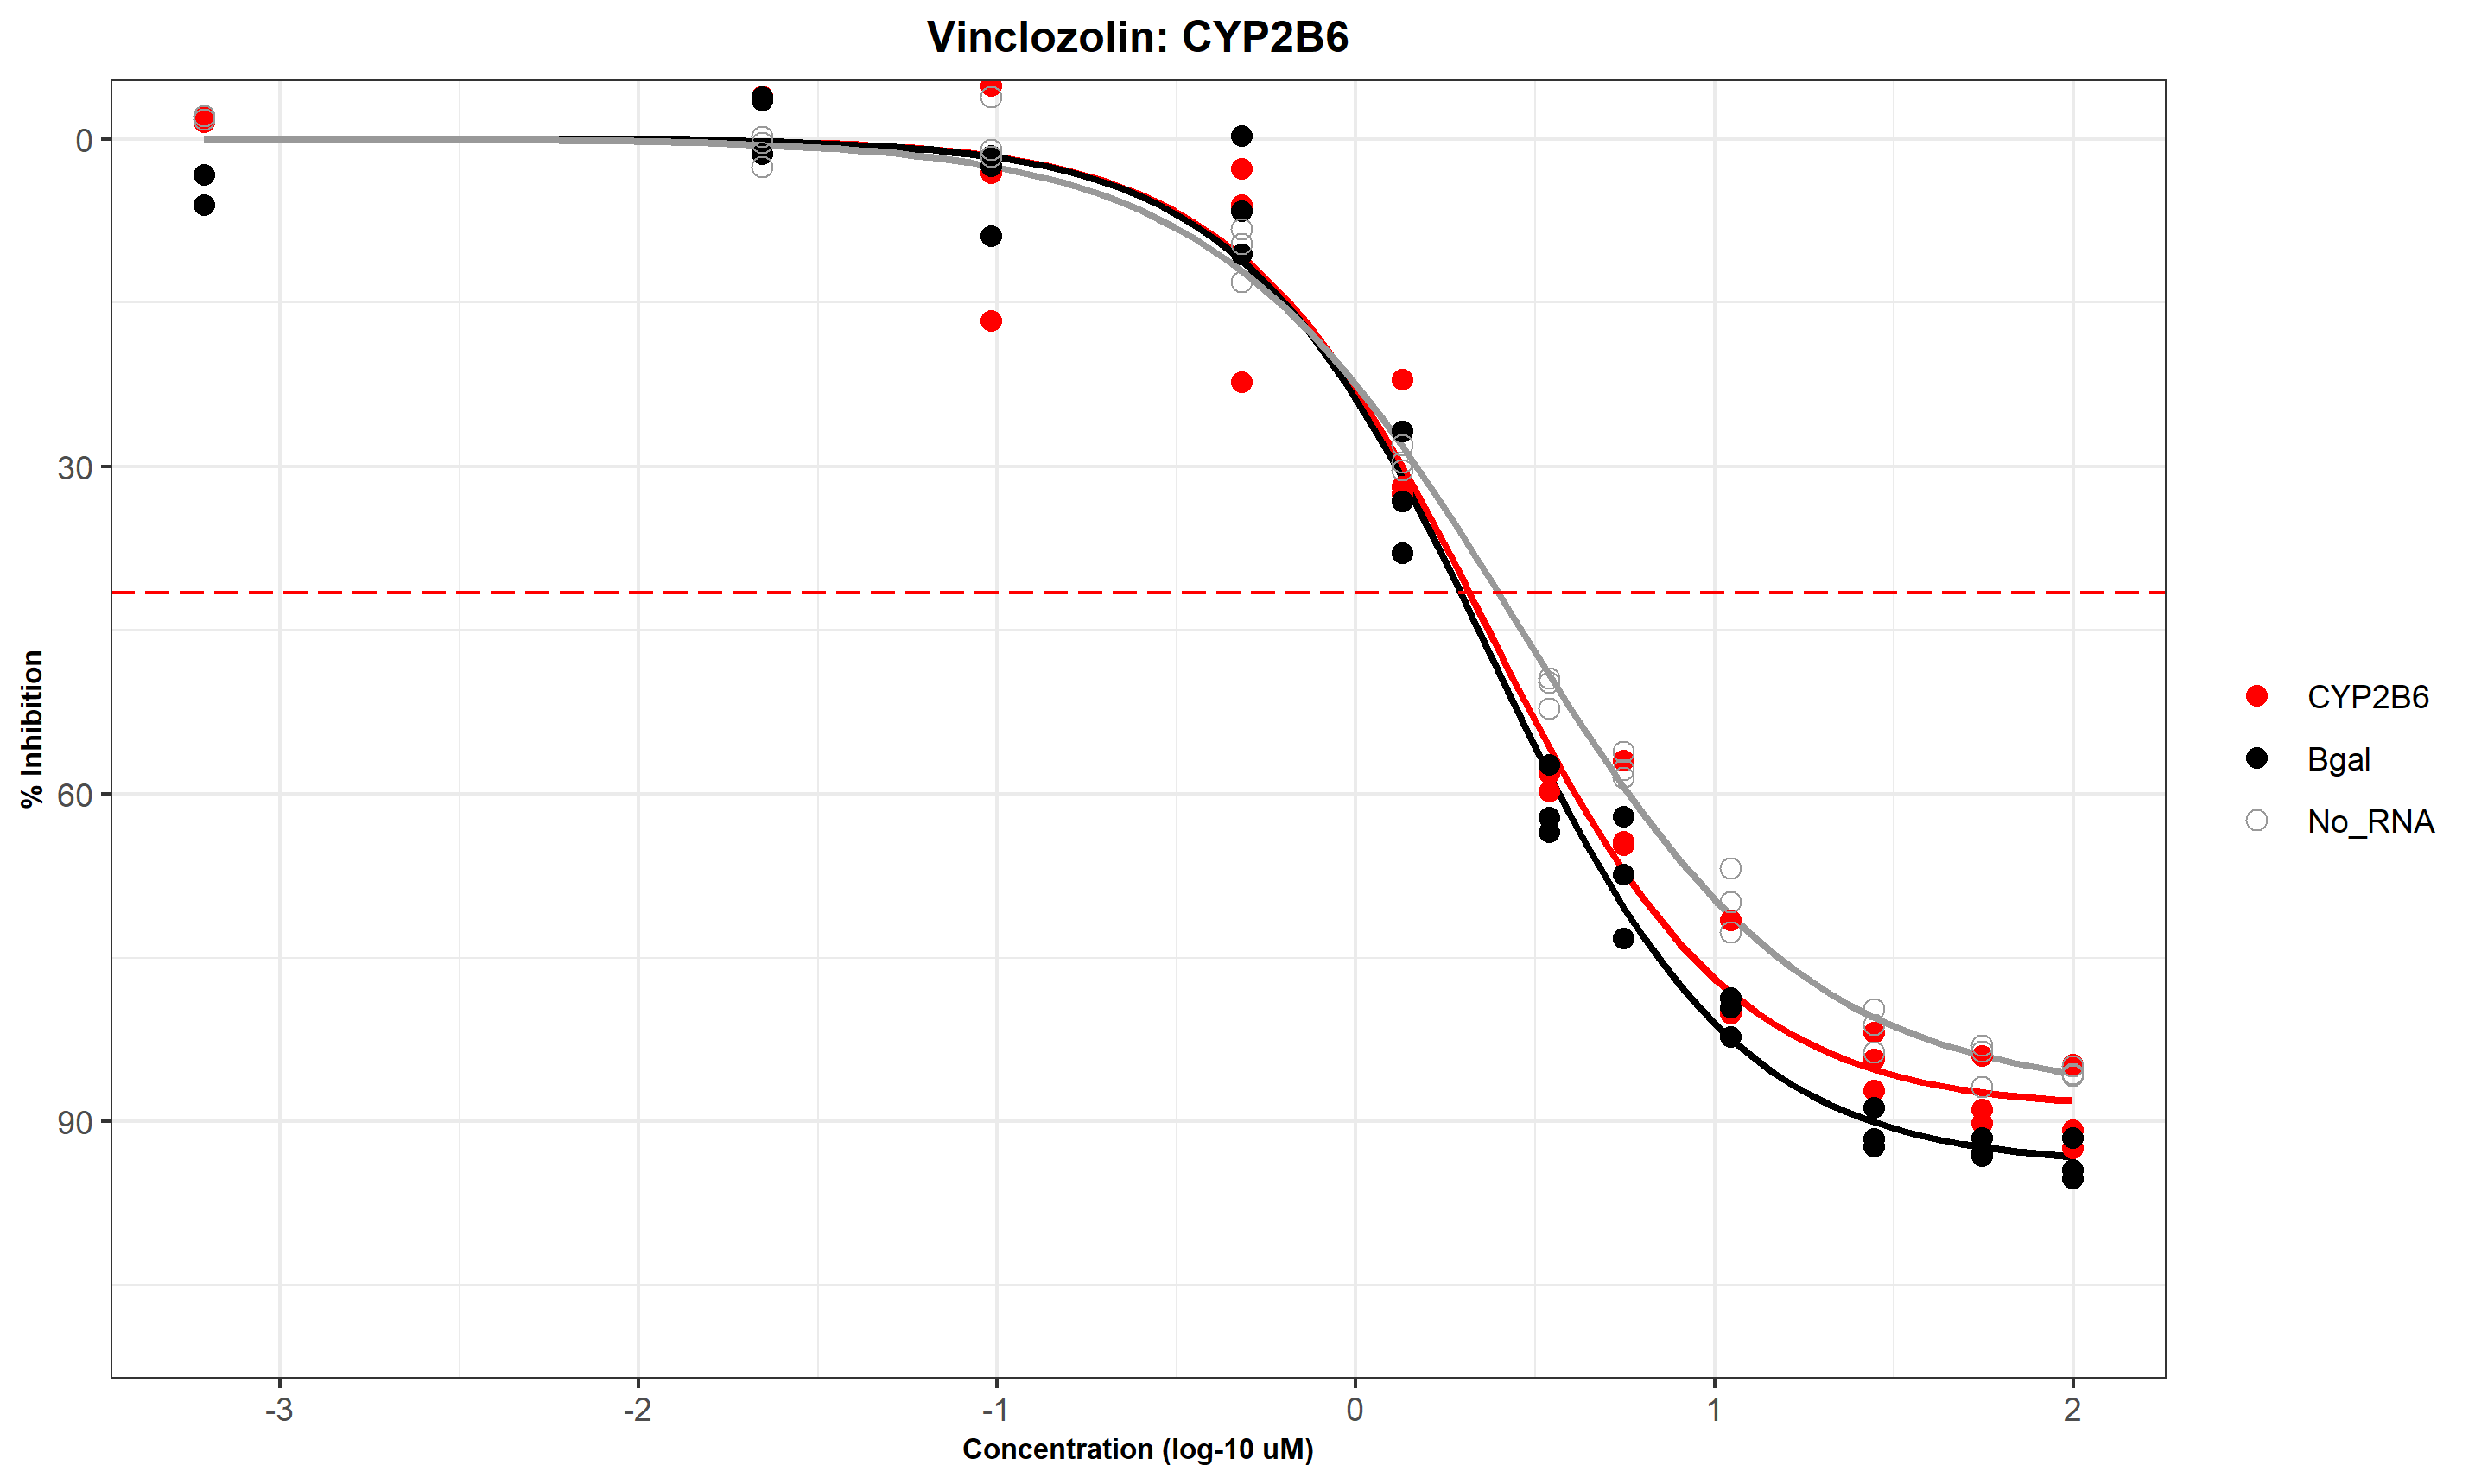 Vinclozolin: CYP2B6
% Inhibition
0
30
60
90
-3
-2
-1
0
1
2
Concentration (log-10 uM)
CYP2B6
Bgal
No_RNA